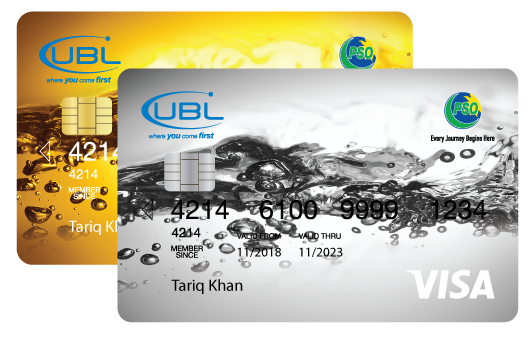 UBL
where you come first
PSO
4214
4214
MEMBER
SINCE
Tariq Kh
UBL
where you come first
PSO
Every Journey Begins Here
4214 6100 9999 1234
4214
MEMBER
SINCE
VALID FROM VALID THRU
11/2018 11/2023
Tariq Khan
VISA